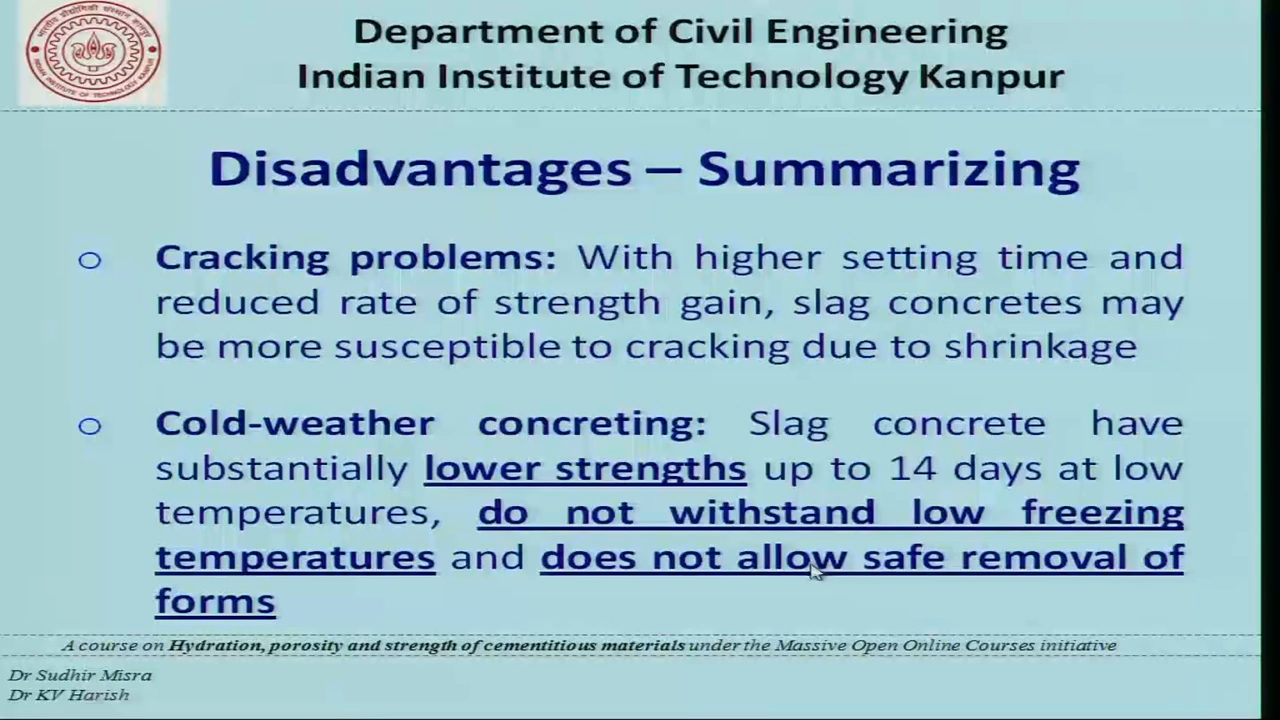 Department of Civil Engineering
Indian Institute of Technology Kanpur
Disadvantages – Summarizing
o Cracking problems: With higher setting time and
reduced rate of strength gain, slag concretes may
be more susceptible to cracking due to shrinkage
o Cold-weather concreting: Slag concrete have
substantially lower strengths up to 14 days at low
temperatures, do not withstand low freezing
temperatures and does not allow safe removal of
forms
A course on Hydration, porosity and strength of cementitious materials under the Massive Open Online Courses initiative
Dr Sudhir Misra
Dr KV Harish